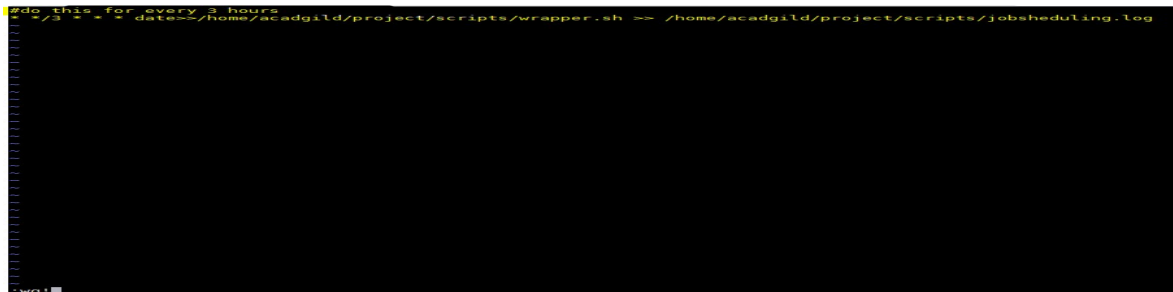 #do this for every 3 hours
* */3 * * * date>>/home/acadgild/project/scripts/wrapper.sh >> /home/acadgild/project/scripts/jobsheduling.log
:wq!